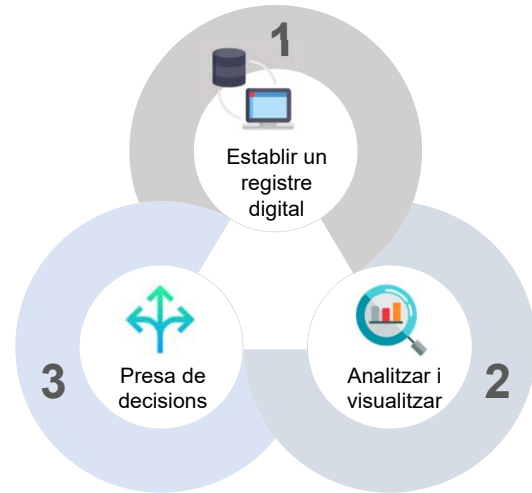 1
Establir un
registre
digital
3
Presa de
decisions
Analitzar i
visualitzar
2